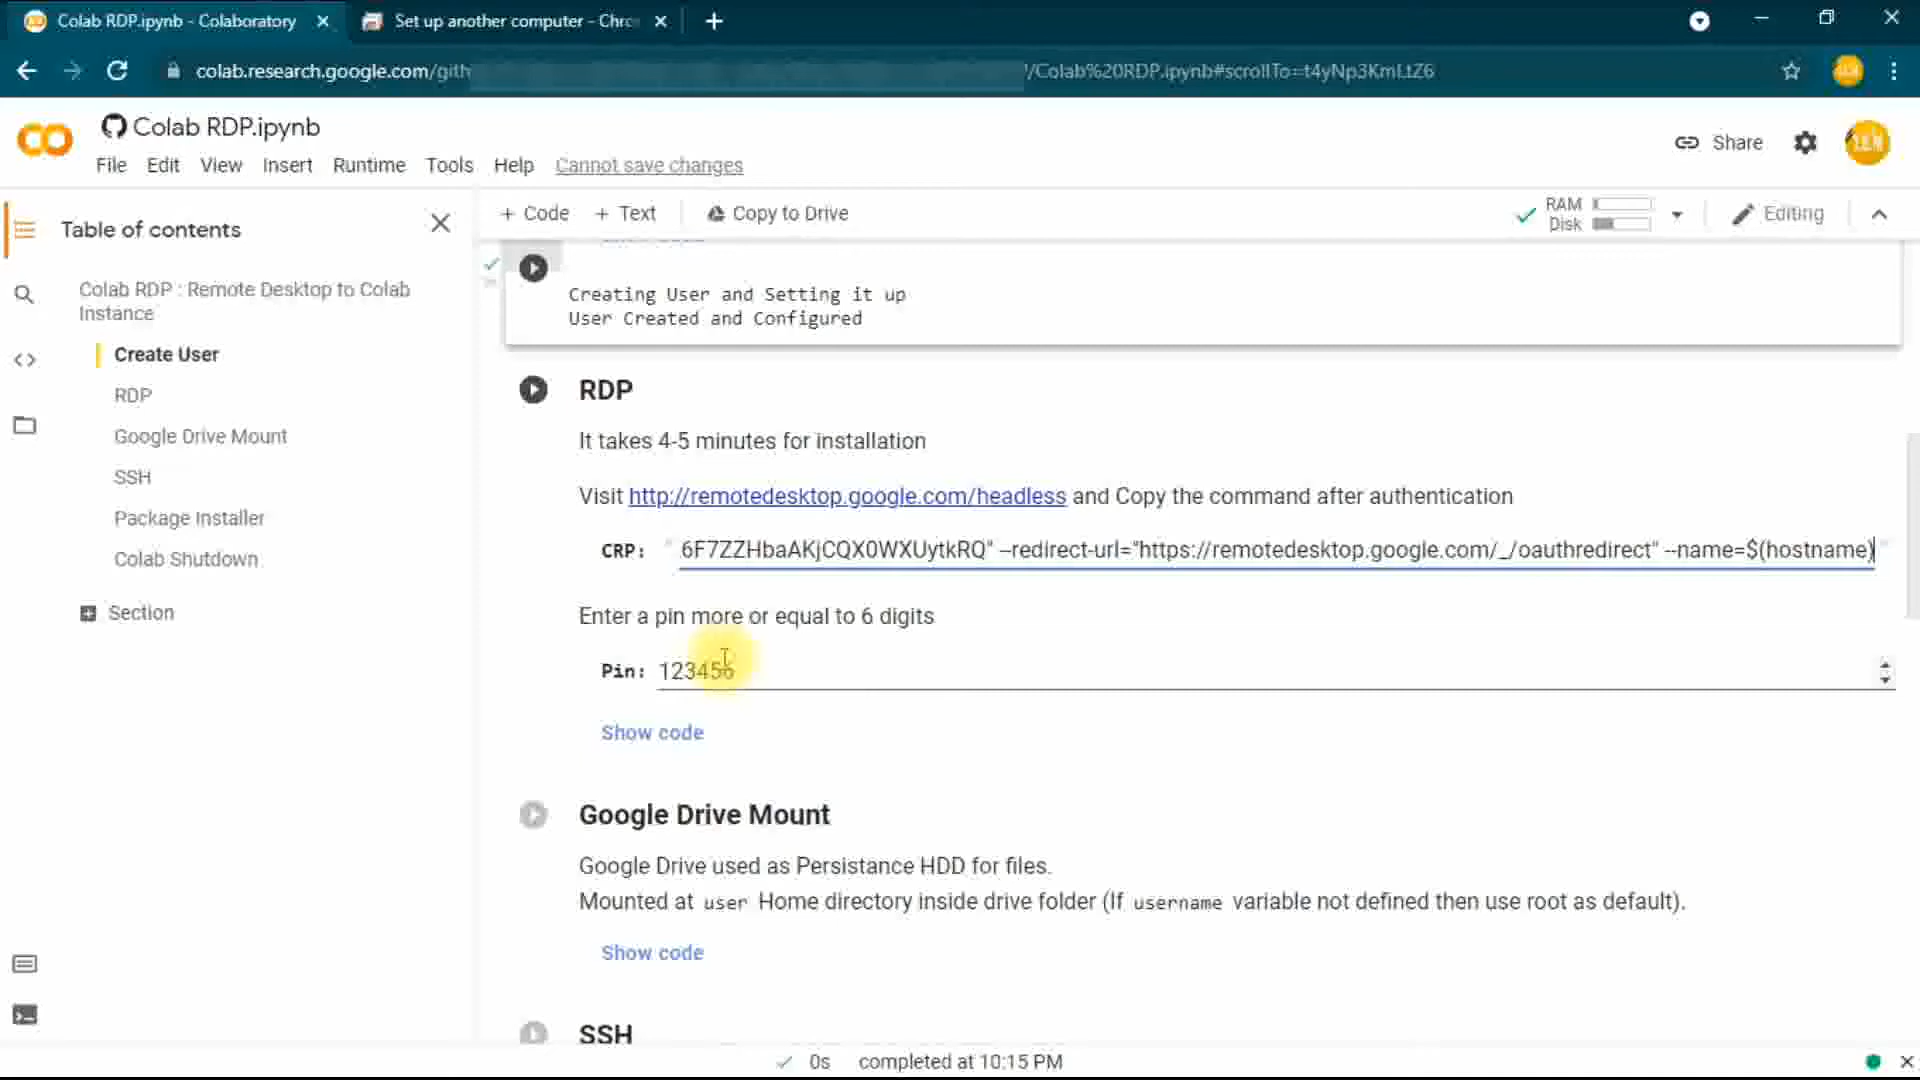 Colab RDP.ipynb - Colaboratory
Set up another computer - Chro
colab.research.google.com/gith
/Colab%20RDP.ipynb#scrollTo=t4yNp3KmLtZ6
Colab RDP.ipynb
File Edit View Insert Runtime Tools Help Cannot save changes
Share
+ Code + Text Copy to Drive
RAM
Disk
Editing
Table of contents
Colab RDP : Remote Desktop to Colab
Instance
Create User
RDP
Google Drive Mount
SSH
Package Installer
Colab Shutdown
Section
Creating User and Setting it up
User Created and Configured
RDP
It takes 4-5 minutes for installation
Visit http://remotedesktop.google.com/headless and Copy the command after authentication
CRP: " 6F7ZZHbaAKjCQX0WXUytkRQ" --redirect-url="https://remotedesktop.google.com/_/oauthredirect" --name=$(hostname) "
Enter a pin more or equal to 6 digits
Pin: 123456
Show code
Google Drive Mount
Google Drive used as Persistance HDD for files.
Mounted at user Home directory inside drive folder (If username variable not defined then use root as default).
Show code
SSH
0s completed at 10:15 PM